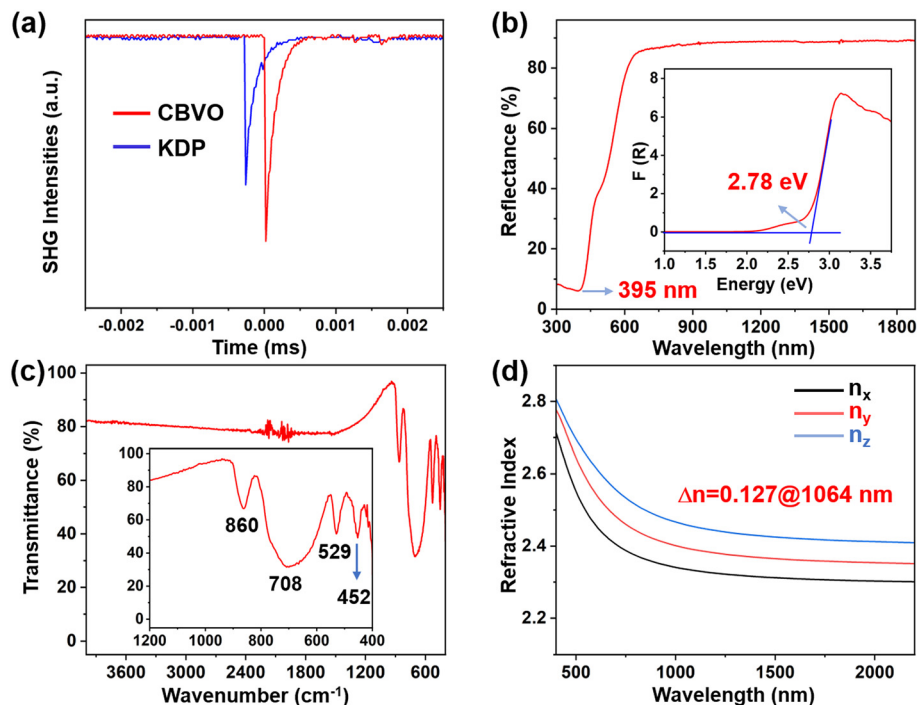 (a)
SHG Intensities (a.u.)
CBVO
KDP
-0.002 -0.001 0.000 0.001 0.002
Time (ms)
(b)
Reflectance (%)
80
60
40
20
0
300 600 900 1200 1500 1800
Wavelength (nm)
395 nm
F (R)
8
6
4
2
0
2.78 eV
1.0 1.5 2.0 2.5 3.0 3.5
Energy (eV)
(c)
Transmittance (%)
100
80
60
40
20
0
3600 2400 1200 600
Wavenumber (cm⁻¹)
100
80
60
40
20
0
860
708
529
452
1200 1000 800 600 400
(d)
Refractive Index
2.8
2.6
2.4
2.2
nₓ
nᵧ
n_z
Δn=0.127@1064 nm
500 1000 1500 2000
Wavelength (nm)